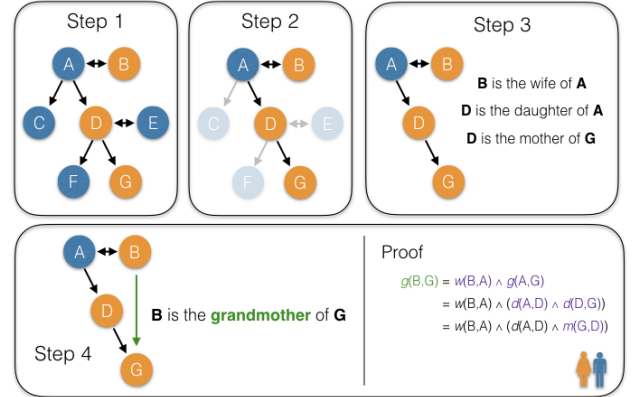 Step 1
A
B
C
D
E
F
G
Step 2
A
B
C
D
E
F
G
Step 3
A
B
D
G
B is the wife of A
D is the daughter of A
D is the mother of G
Step 4
A
B
D
G
B is the grandmother of G
Proof
g(B,G) = w(B,A) ∧ g(A,G)
= w(B,A) ∧ (d(A,D) ∧ d(D,G))
= w(B,A) ∧ (d(A,D) ∧ m(G,D))